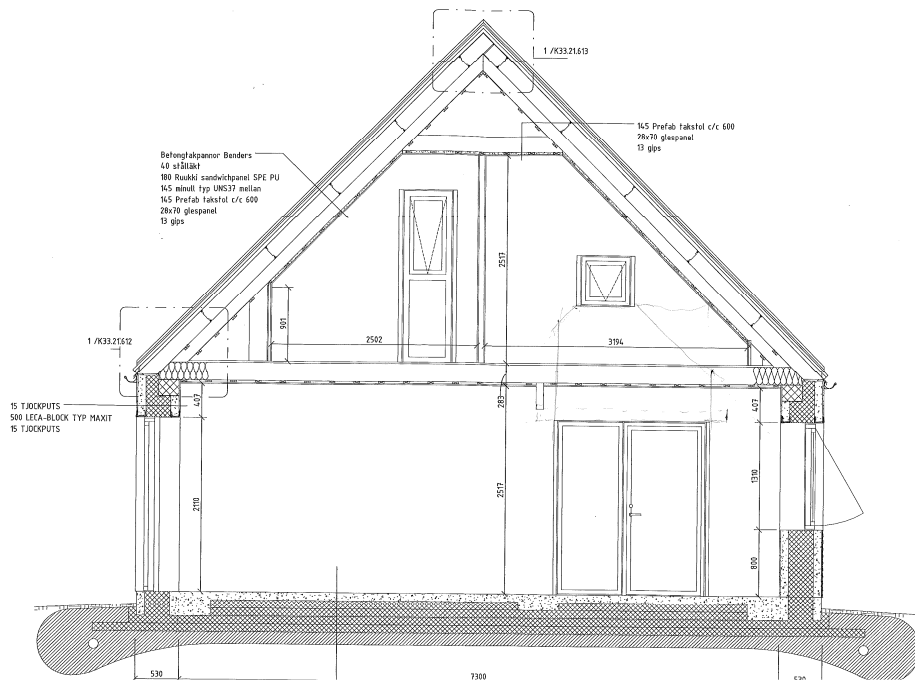 1 /K33.21.613
145 Prefab takstol c/c 600
28x70 glespanel
13 gips
Betongtakpannor Benders
40 stålläkt
180 Ruukki sandwichpanel SPE PU
145 minull typ UNS37 mellan
145 Prefab takstol c/c 600
28x70 glespanel
13 gips
2517
901
2502
3194
1 /K33.21.612
15 TJOCKPUTS
500 LECA-BLOCK TYP MAXIT
15 TJOCKPUTS
407
283
407
2110
2517
1310
800
530
7300
530